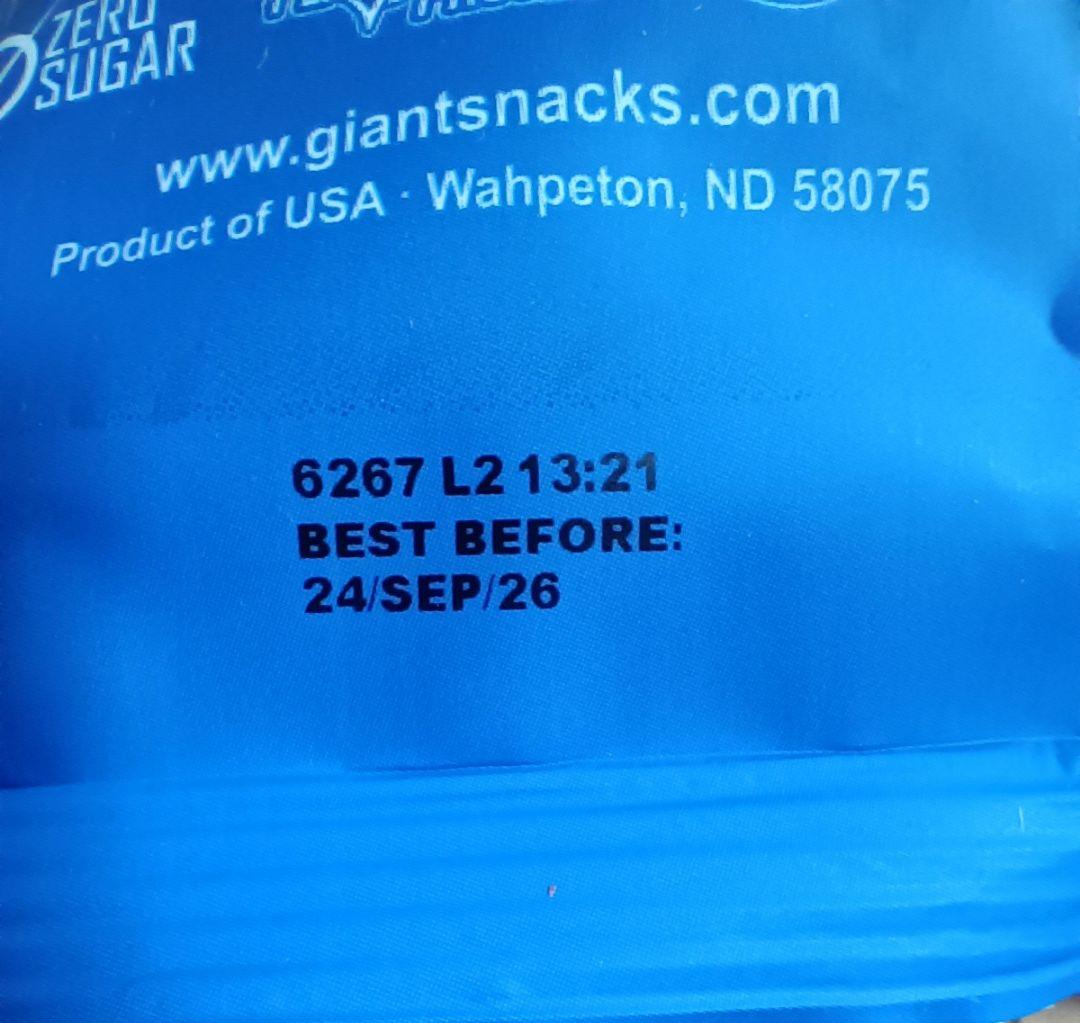 ZERO
SUGAR
www.giantsnacks.com
Product of USA · Wahpeton, ND 58075
6267 L2 13:21
BEST BEFORE:
24/SEP/26